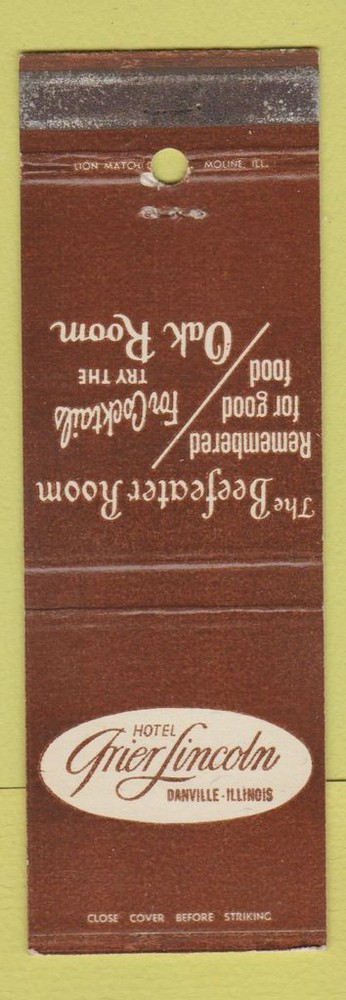 LION MATCH MOLINE, ILL.
The Beefeater Room
Remembered
for good
food
For Cocktails
TRY THE
Oak Room
HOTEL
Grier Lincoln
DANVILLE - ILLINOIS
CLOSE COVER BEFORE STRIKING